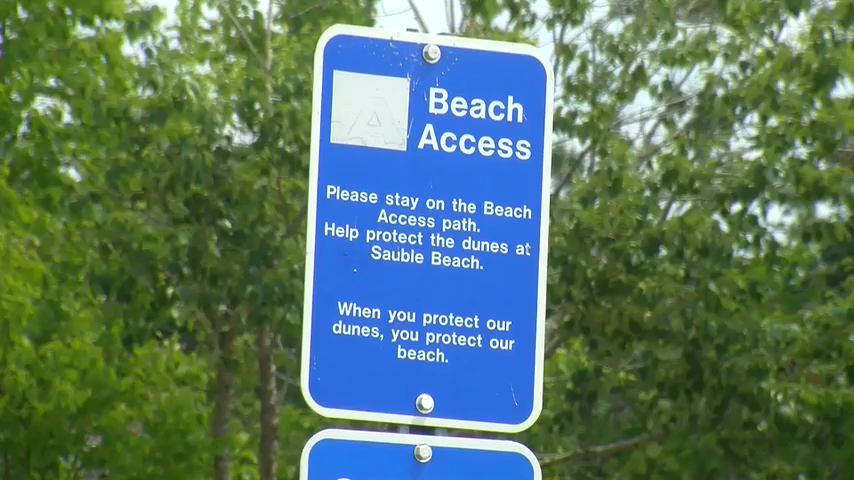 Beach
Access
Please stay on the Beach
Access path.
Help protect the dunes at
Sauble Beach.
When you protect our
dunes, you protect our
beach.